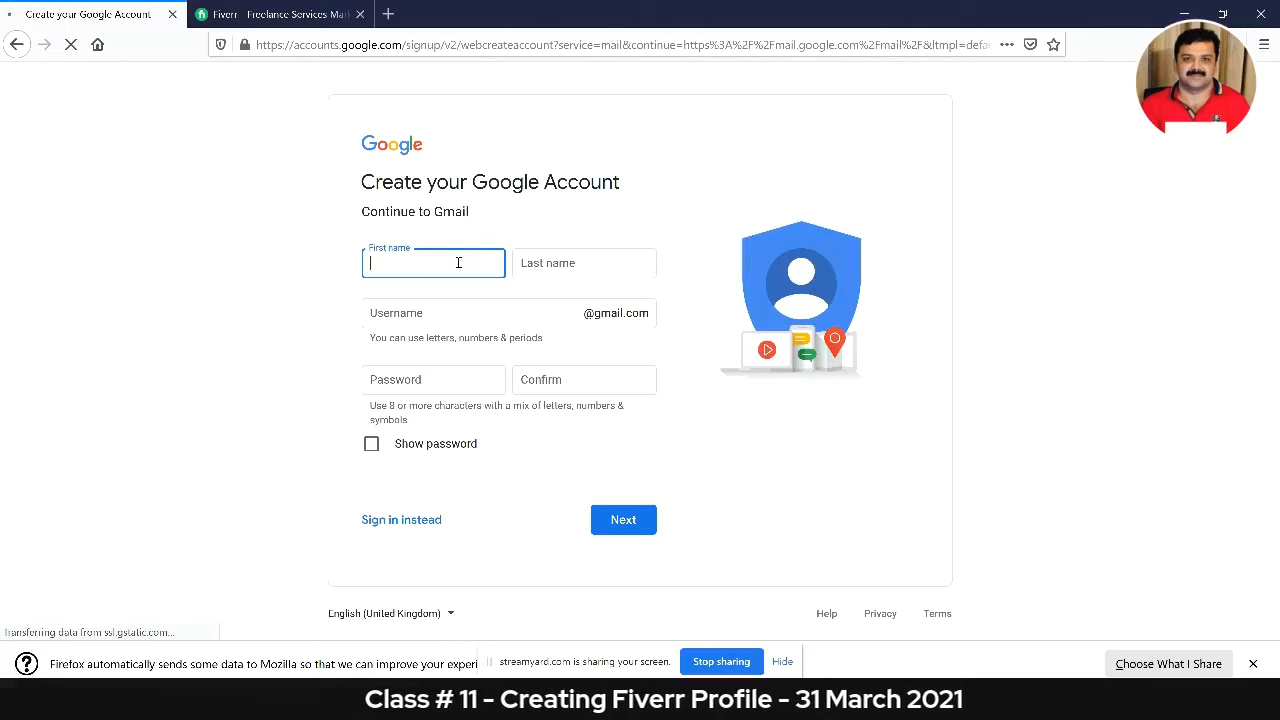 Create your Google Account
Fiverr - Freelance Services Mark
https://accounts.google.com/signup/v2/webcreateaccount?service=mail&continue=https%3A%2F%2Fmail.google.com%2Fmail%2F&ltmpl=defau
Google
Create your Google Account
Continue to Gmail
First name
Last name
Username @gmail.com
You can use letters, numbers & periods
Password
Confirm
Use 8 or more characters with a mix of letters, numbers &
symbols
Show password
Sign in instead
Next
English (United Kingdom)
Help Privacy Terms
Transferring data from ssl.gstatic.com...
Firefox automatically sends some data to Mozilla so that we can improve your exper
streamyard.com is sharing your screen.
Stop sharing
Hide
Choose What I Share
Class # 11 - Creating Fiverr Profile - 31 March 2021